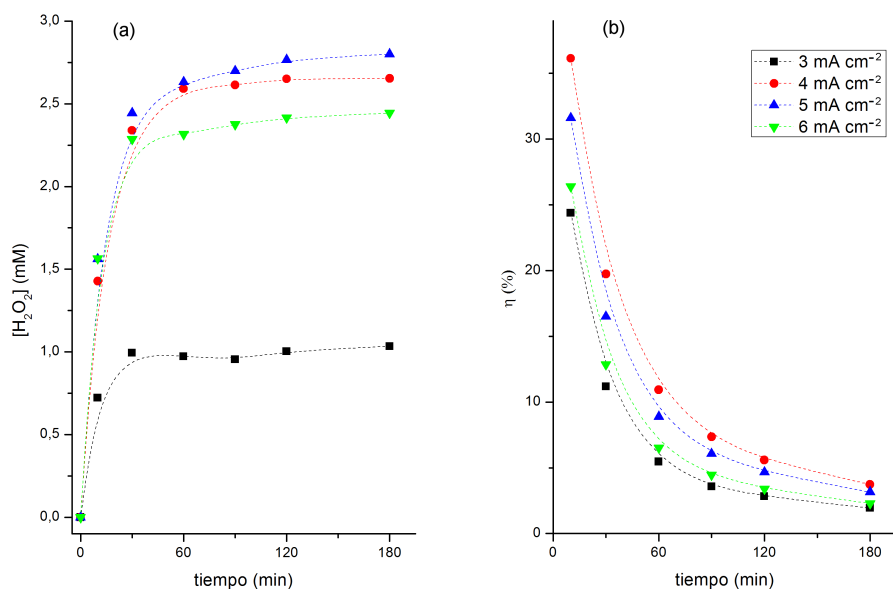 (a)
3,0
2,5
2,0
1,5
1,0
0,5
0,0
[H₂O₂] (mM)
0
60
120
180
tiempo (min)
(b)
3 mA cm⁻²
4 mA cm⁻²
5 mA cm⁻²
6 mA cm⁻²
30
20
10
0
η (%)
0
60
120
180
tiempo (min)